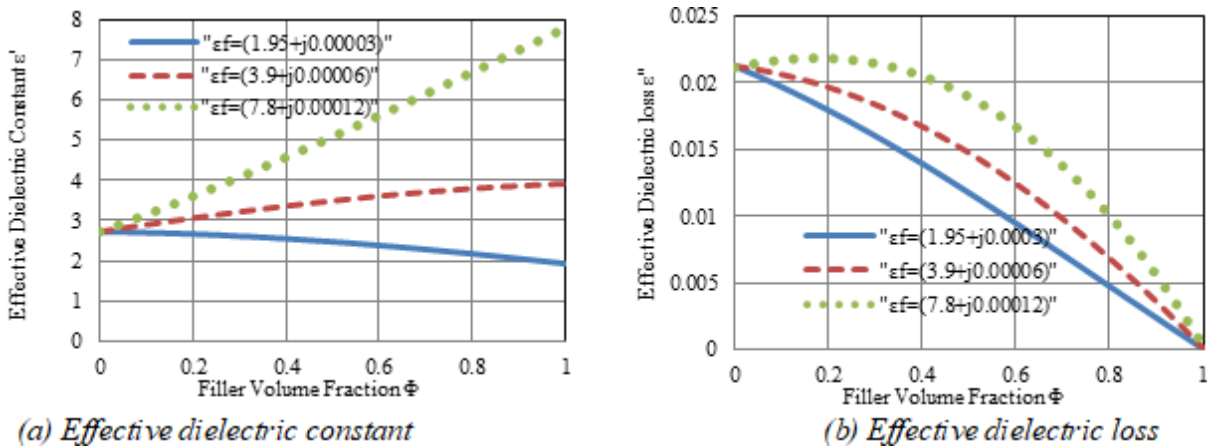 Effective Dielectric Constant ε'
8
7
6
5
4
3
2
1
0
"εf=(1.95+j0.00003)"
"εf=(3.9+j0.00006)"
"εf=(7.8+j0.00012)"
0 0.2 0.4 0.6 0.8 1
Filler Volume Fraction Φ
(a) Effective dielectric constant
Effective Dielectric loss ε"
0.025
0.02
0.015
0.01
0.005
0
"εf=(1.95+j0.0003)"
"εf=(3.9+j0.00006)"
"εf=(7.8+j0.00012)"
0 0.2 0.4 0.6 0.8 1
Filler Volume Fraction Φ
(b) Effective dielectric loss